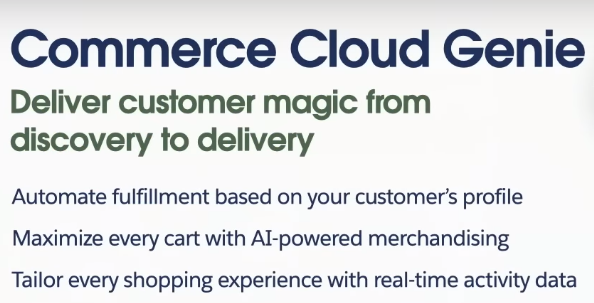 Commerce Cloud Genie
Deliver customer magic from
discovery to delivery
Automate fulfillment based on your customer’s profile
Maximize every cart with AI-powered merchandising
Tailor every shopping experience with real-time activity data